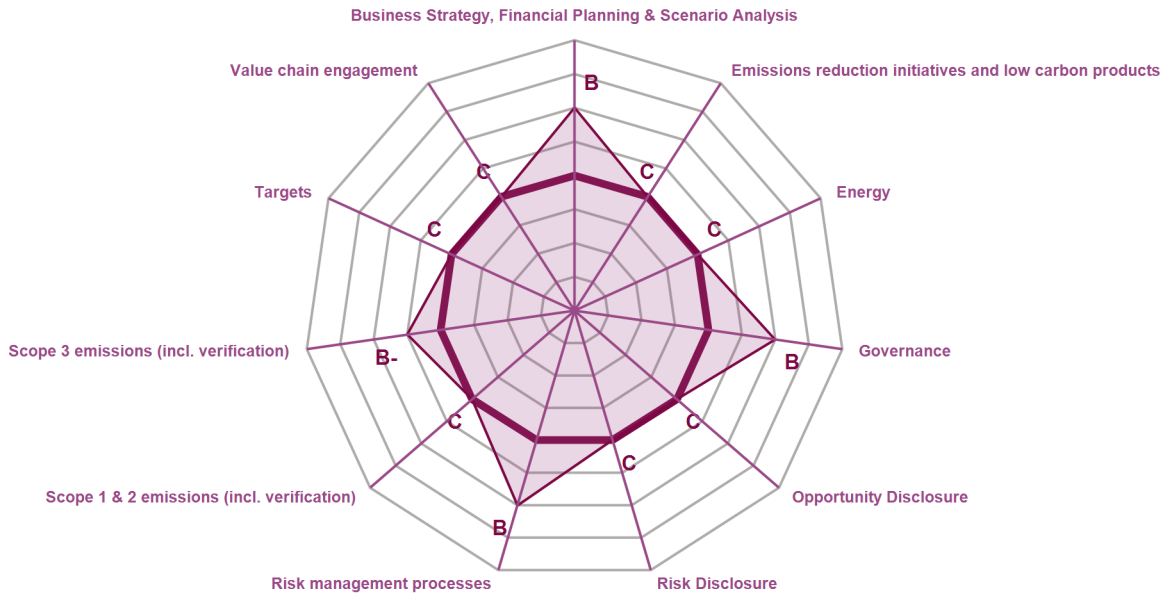 Business Strategy, Financial Planning & Scenario Analysis
Value chain engagement
Emissions reduction initiatives and low carbon products
B
C
C
Targets
Energy
C
C
Scope 3 emissions (incl. verification)
B-
B
Governance
C
C
Scope 1 & 2 emissions (incl. verification)
Opportunity Disclosure
C
B
Risk management processes
Risk Disclosure